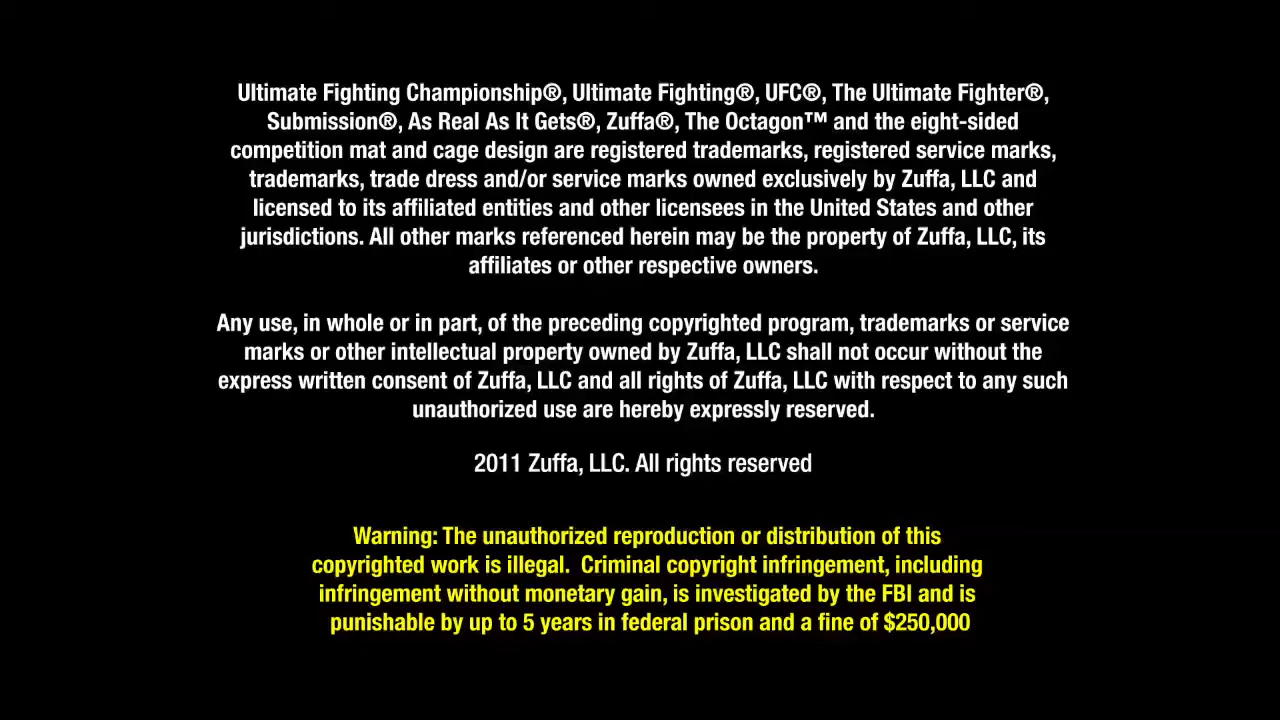 Ultimate Fighting Championship®, Ultimate Fighting®, UFC®, The Ultimate Fighter®,
Submission®, As Real As It Gets®, Zuffa®, The Octagon™ and the eight-sided
competition mat and cage design are registered trademarks, registered service marks,
trademarks, trade dress and/or service marks owned exclusively by Zuffa, LLC and
licensed to its affiliated entities and other licensees in the United States and other
jurisdictions. All other marks referenced herein may be the property of Zuffa, LLC, its
affiliates or other respective owners.
Any use, in whole or in part, of the preceding copyrighted program, trademarks or service
marks or other intellectual property owned by Zuffa, LLC shall not occur without the
express written consent of Zuffa, LLC and all rights of Zuffa, LLC with respect to any such
unauthorized use are hereby expressly reserved.
2011 Zuffa, LLC. All rights reserved
Warning: The unauthorized reproduction or distribution of this
copyrighted work is illegal.  Criminal copyright infringement, including
infringement without monetary gain, is investigated by the FBI and is
punishable by up to 5 years in federal prison and a fine of $250,000